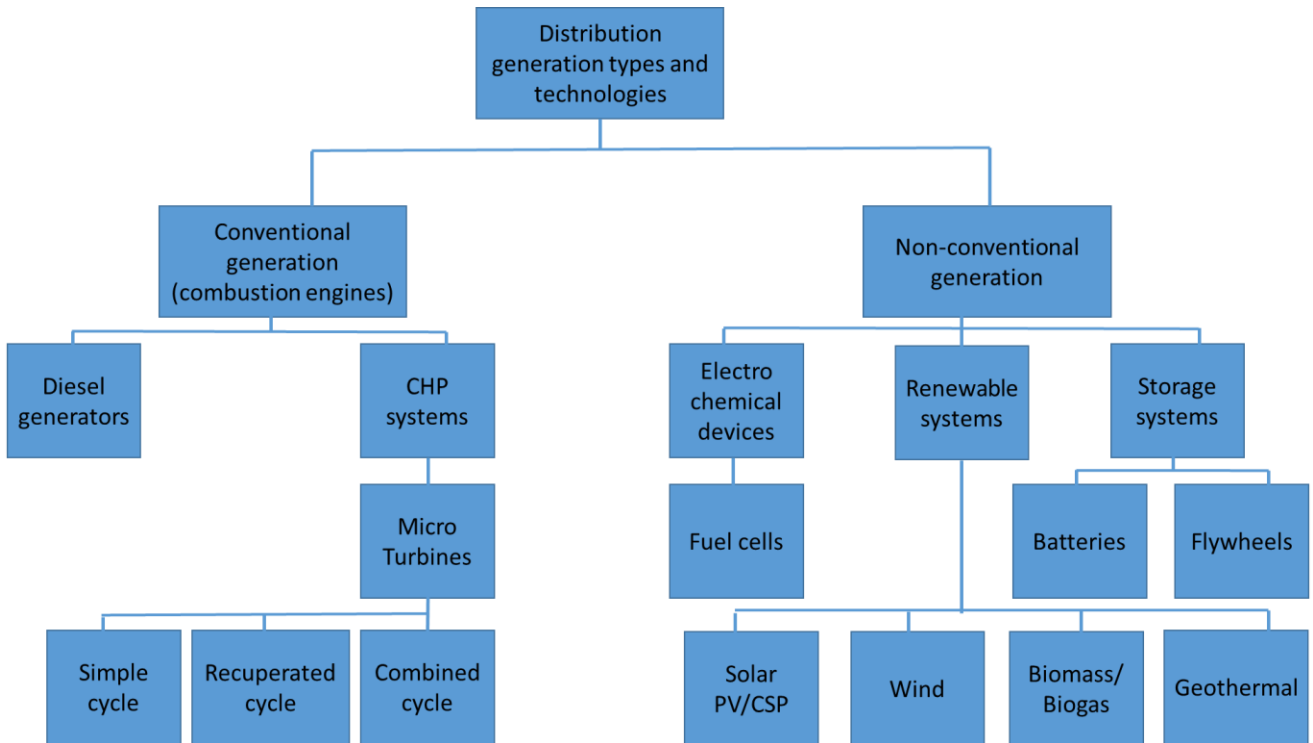 Distribution
generation types and
technologies
Conventional
generation
(combustion engines)
Non-conventional
generation
Diesel
generators
CHP
systems
Electro
chemical
devices
Renewable
systems
Storage
systems
Micro
Turbines
Fuel cells
Batteries
Flywheels
Simple
cycle
Recuperated
cycle
Combined
cycle
Solar
PV/CSP
Wind
Biomass/
Biogas
Geothermal